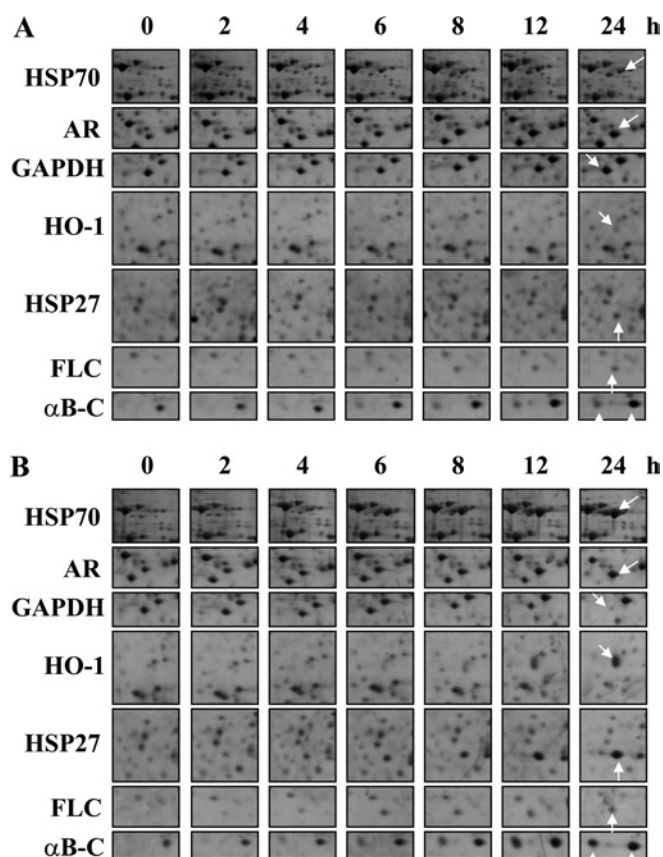 A 0 2 4 6 8 12 24 h
HSP70
AR
GAPDH
HO-1
HSP27
FLC
αB-C
B 0 2 4 6 8 12 24 h
HSP70
AR
GAPDH
HO-1
HSP27
FLC
αB-C